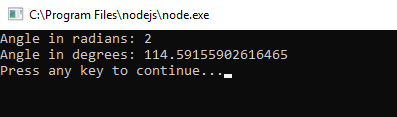 C:\Program Files\nodejs\node.exe
Angle in radians: 2
Angle in degrees: 114.59155902616465
Press any key to continue...